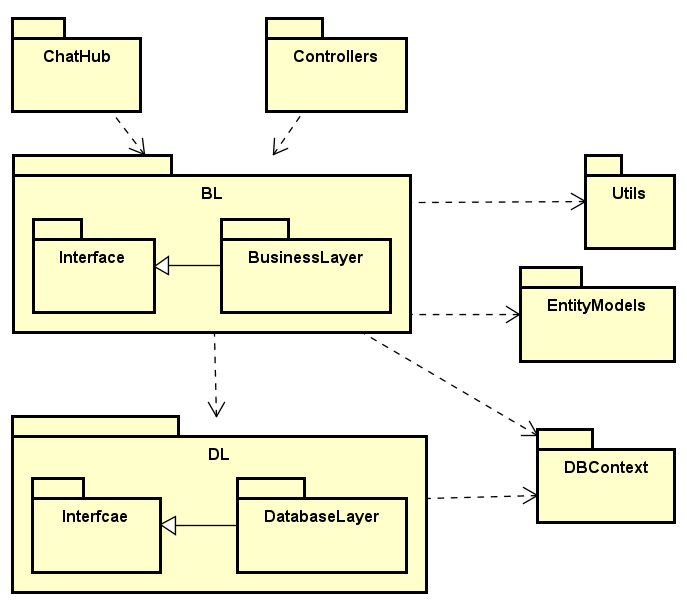 ChatHub
Controllers
BL
Utils
Interface
BusinessLayer
EntityModels
DL
DBContext
Interfcae
DatabaseLayer